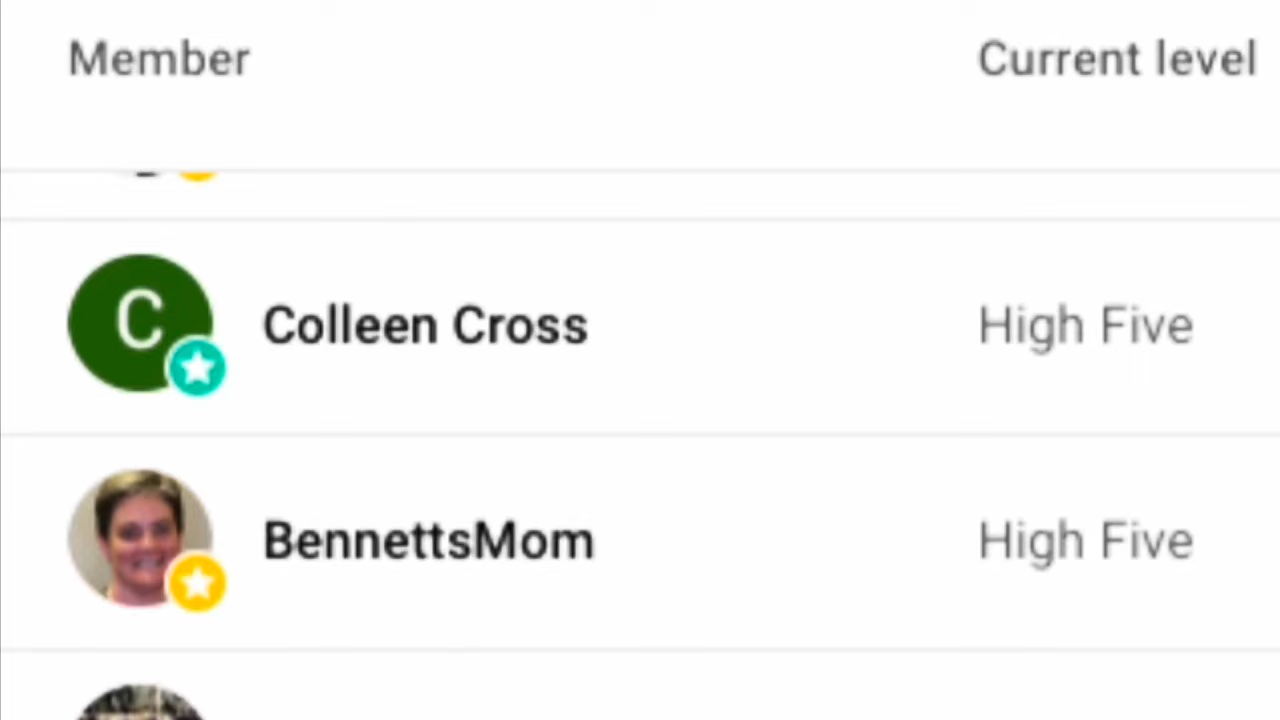 Member Current level
C
Colleen Cross High Five
BennettsMom High Five